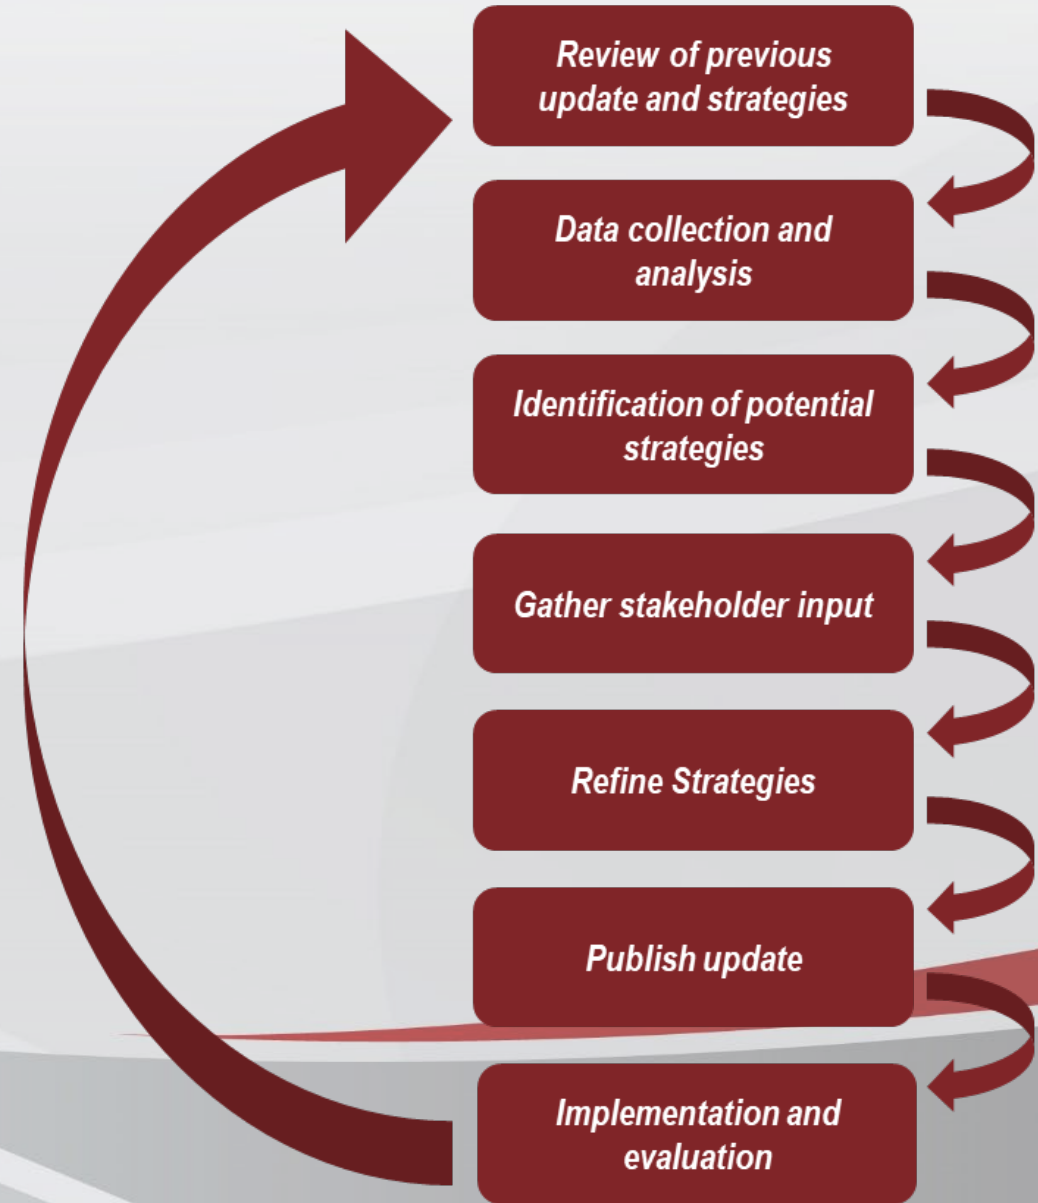 Review of previous
update and strategies
Data collection and
analysis
Identification of potential
strategies
Gather stakeholder input
Refine Strategies
Publish update
Implementation and
evaluation